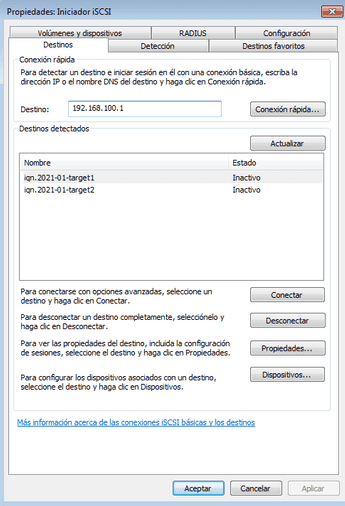 Propiedades: Iniciador iSCSI
Volúmenes y dispositivos
RADIUS
Configuración
Destinos
Detección
Destinos favoritos
Conexión rápida
Para detectar un destino e iniciar sesión en él con una conexión básica, escriba la
dirección IP o el nombre DNS del destino y haga clic en Conexión rápida.
Destino:
192.168.100.1
Conexión rápida...
Destinos detectados
Actualizar
Nombre
Estado
iqn.2021-01-target1
Inactivo
iqn.2021-01-target2
Inactivo
Para conectarse con opciones avanzadas, seleccione un
destino y haga clic en Conectar.
Conectar
Para desconectar un destino completamente, selecciónelo y
haga clic en Desconectar.
Desconectar
Para ver las propiedades del destino, incluida la configuración
de sesiones, seleccione el destino y haga clic en Propiedades.
Propiedades...
Para configurar los dispositivos asociados con un destino,
seleccione el destino y haga clic en Dispositivos.
Dispositivos...
Más información acerca de las conexiones iSCSI básicas y los destinos
Aceptar
Cancelar
Aplicar